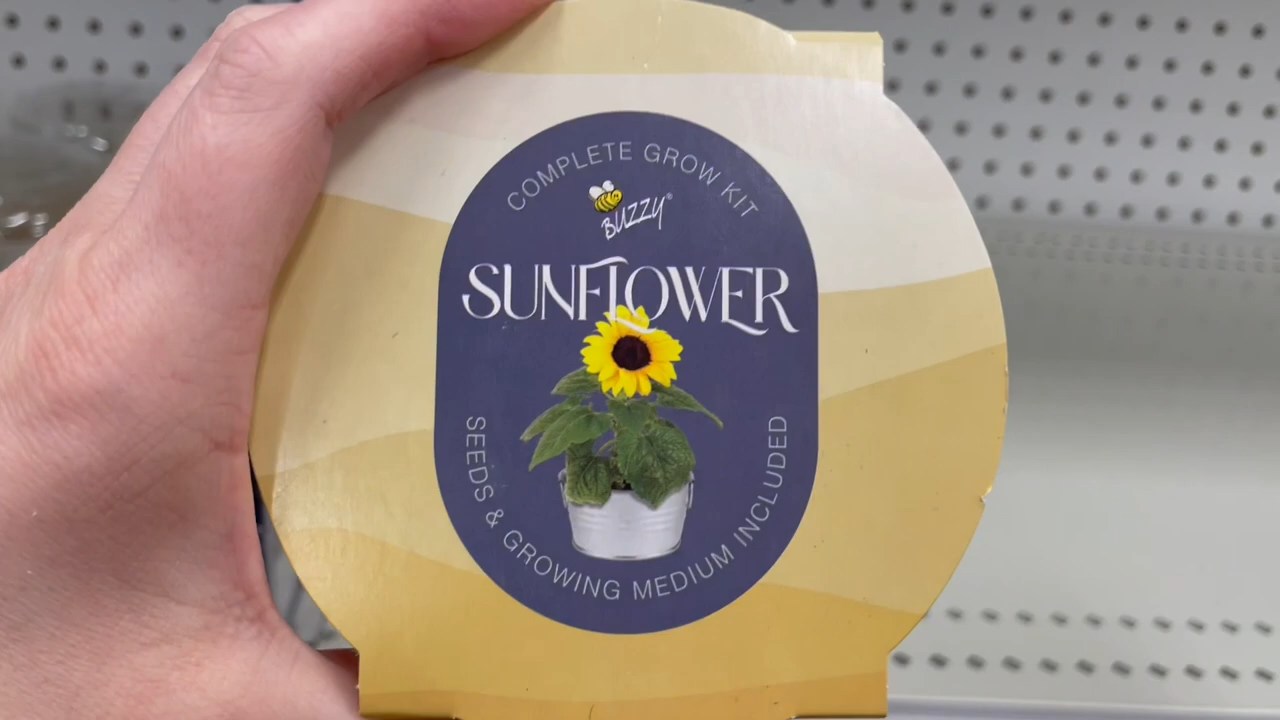 COMPLETE GROW KIT
BUZZY®
SUNFLOWER
SEEDS & GROWING MEDIUM INCLUDED